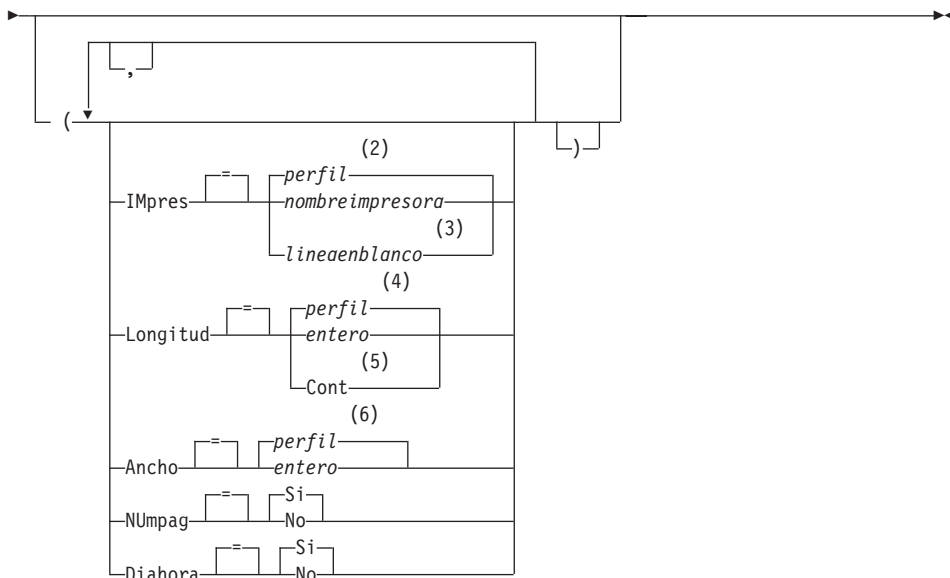 ,
(
)
(2)
=
perfil
IMpres
nombreimpresora
(3)
lineaenblanco
(4)
=
perfil
Longitud
entero
(5)
Cont
(6)
=
perfil
Ancho
entero
=
Si
NUmpag
No
=
Si
Diahora
No